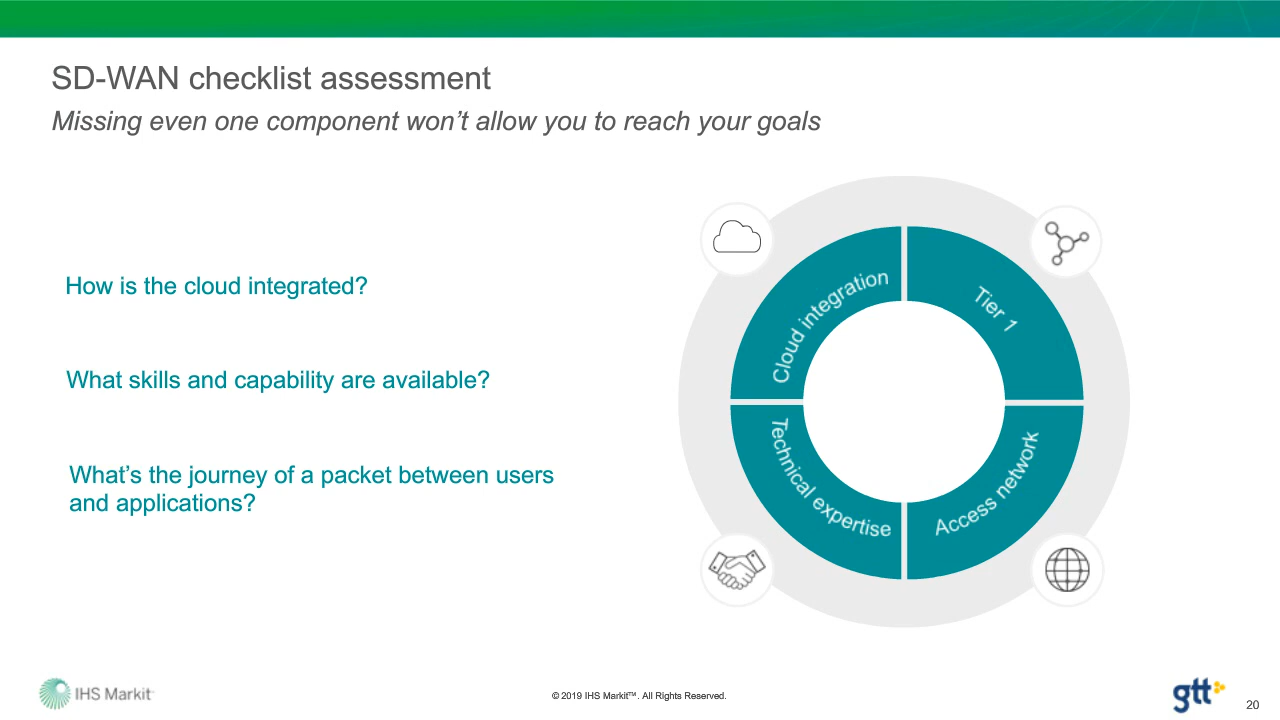 SD-WAN checklist assessment
Missing even one component won’t allow you to reach your goals
How is the cloud integrated?
What skills and capability are available?
What’s the journey of a packet between users
and applications?
Cloud integration
Tier 1
Technical expertise
Access network
IHS Markit™
© 2019 IHS Markit™. All Rights Reserved.
gtt
20